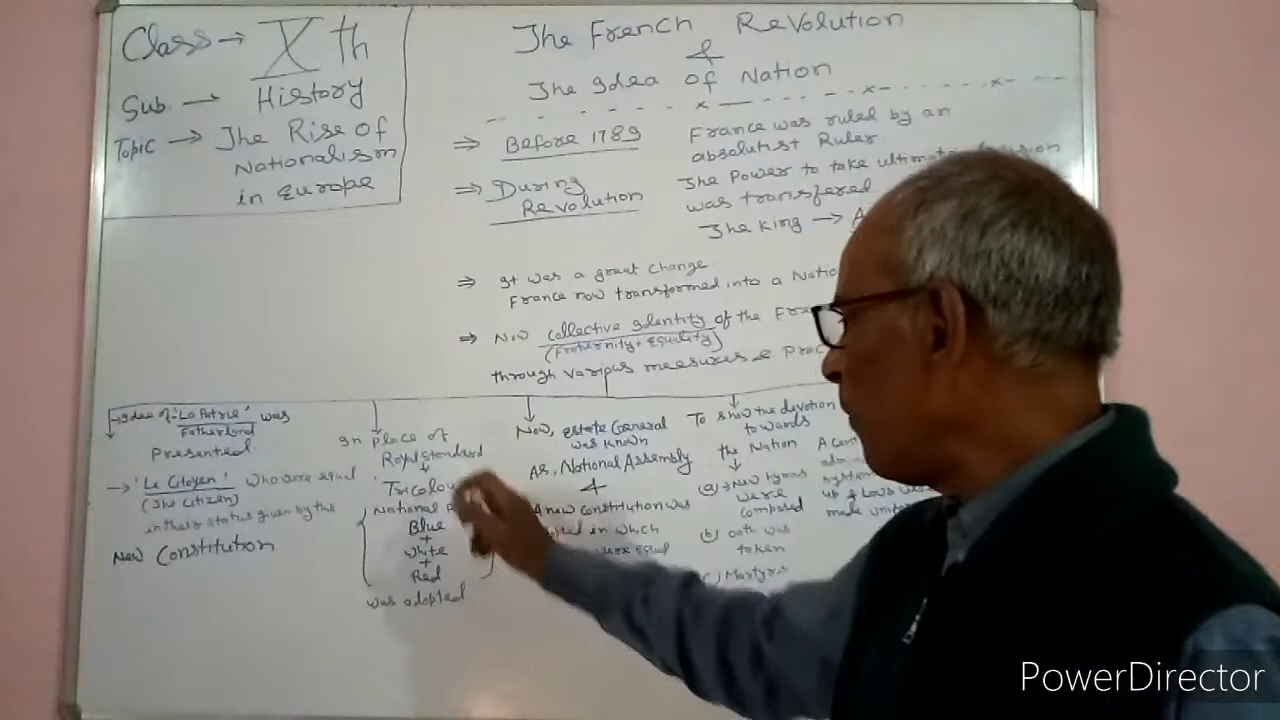 Class → Xth
Sub. → History
Topic → The Rise of
Nationalism
in Europe
The French Revolution
&
The Idea of Nation
⇒ Before 1789
France was ruled by an
absolutist Ruler.
⇒ During
Revolution
The Power to take ultimate
was transfered
The King →
⇒ It was a great change
France now transformed into a
⇒ Now collective identity of the
(Fraternity + Equality)
through various measures &
Idea of 'La Patrie' was
Fatherland
Presented
→ 'Le Citoyen' who were equal
(The Citizen)
in their status given by the
New Constitution
In place of
Royal Standard
↓
National
Blue
+
White
+
Red
was adopted
Now, Estate General
was known
As, National Assembly
&
A new constitution was
in which
equal
To show the devotion
towards
the Nation
↓
(a) → New hymns
were
composed
(b) oath was
taken
Martyrs
PowerDirector